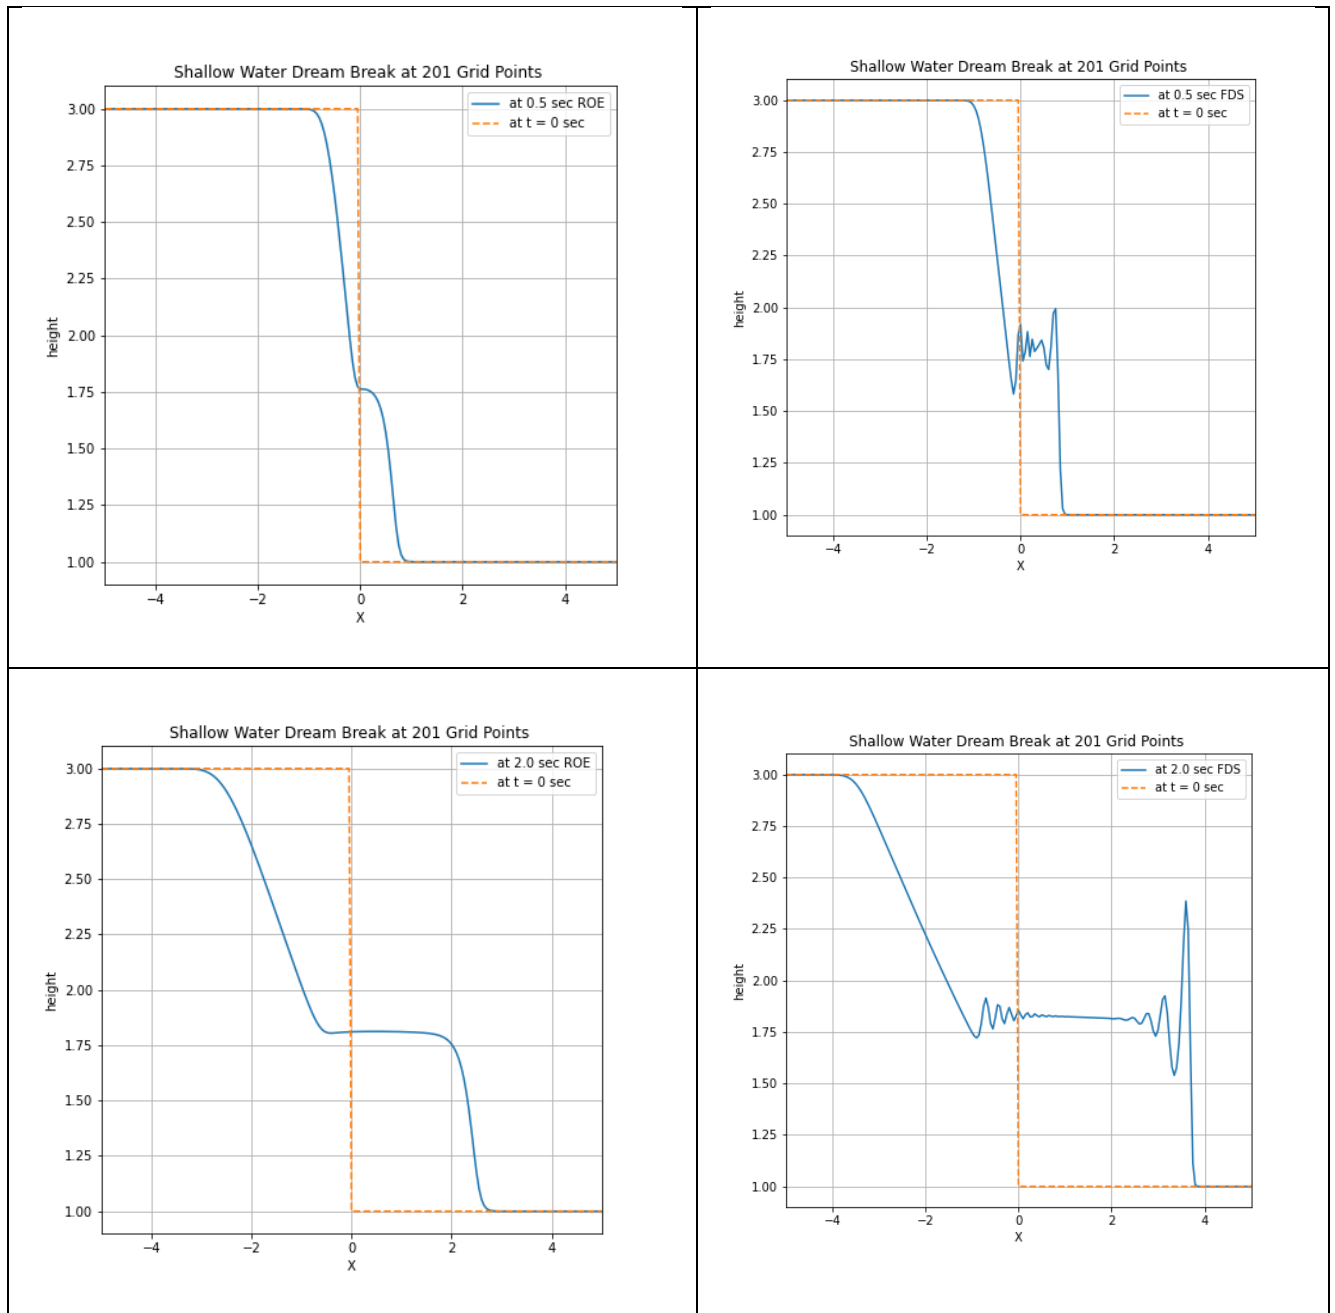 Shallow Water Dream Break at 201 Grid Points
at 0.5 sec ROE
at t = 0 sec
3.00
2.75
2.50
2.25
2.00
1.75
1.50
1.25
1.00
height
−4 −2 0 2 4
X
Shallow Water Dream Break at 201 Grid Points
at 0.5 sec FDS
at t = 0 sec
3.00
2.75
2.50
2.25
2.00
1.75
1.50
1.25
1.00
height
−4 −2 0 2 4
X
Shallow Water Dream Break at 201 Grid Points
at 2.0 sec ROE
at t = 0 sec
3.00
2.75
2.50
2.25
2.00
1.75
1.50
1.25
1.00
height
−4 −2 0 2 4
X
Shallow Water Dream Break at 201 Grid Points
at 2.0 sec FDS
at t = 0 sec
3.00
2.75
2.50
2.25
2.00
1.75
1.50
1.25
1.00
height
−4 −2 0 2 4
X